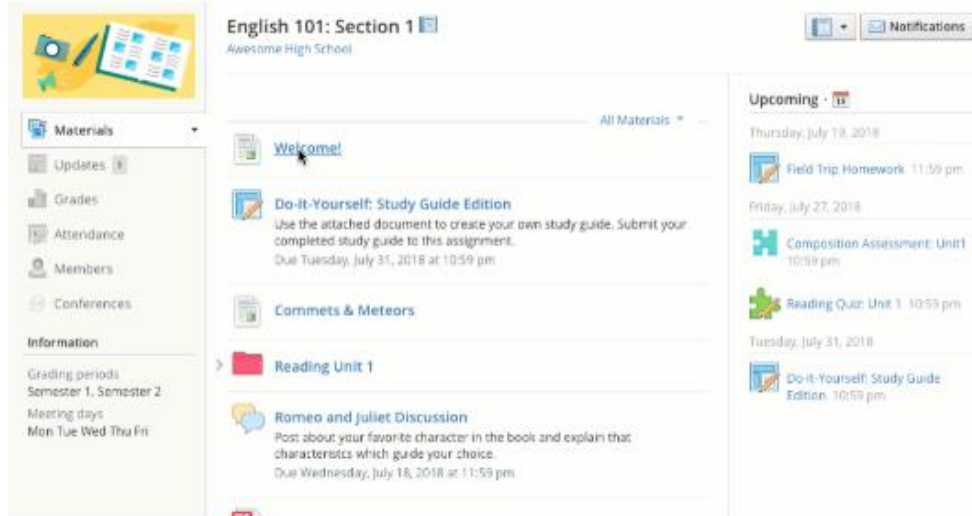 English 101: Section 1
Awesome High School
Notifications
Materials
Updates
Grades
Attendance
Members
Conferences
Information
Grading periods
Semester 1, Semester 2
Meeting days
Mon Tue Wed Thu Fri
All Materials
Welcome!
Do-It-Yourself: Study Guide Edition
Use the attached document to create your own study guide. Submit your
completed study guide to this assignment.
Due Tuesday, July 31, 2018 at 10:59 pm
Commets & Meteors
Reading Unit 1
Romeo and Juliet Discussion
Post about your favorite character in the book and explain that
characteristcs which guide your choice.
Due Wednesday, July 18, 2018 at 11:59 pm
Upcoming ·
Thursday, July 19, 2018
Field Trip Homework 11:59 pm
Friday, July 27, 2018
Composition Assessment: Unit1
10:59 pm
Reading Quiz: Unit 1 10:59 pm
Tuesday, July 31, 2018
Do-It-Yourself: Study Guide
Edition 10:59 pm